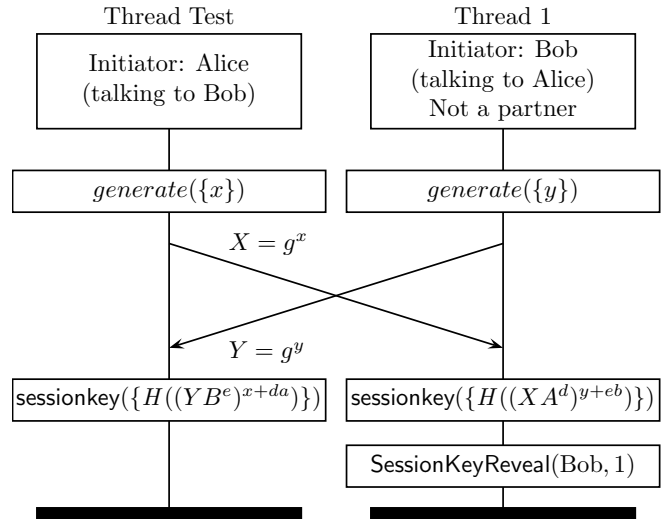 Thread Test
Thread 1
Initiator: Alice
(talking to Bob)
Initiator: Bob
(talking to Alice)
Not a partner
generate({x})
generate({y})
X = g^x
Y = g^y
sessionkey({H((YB^e)^{x+da})})
sessionkey({H((XA^d)^{y+eb})})
SessionKeyReveal(Bob, 1)